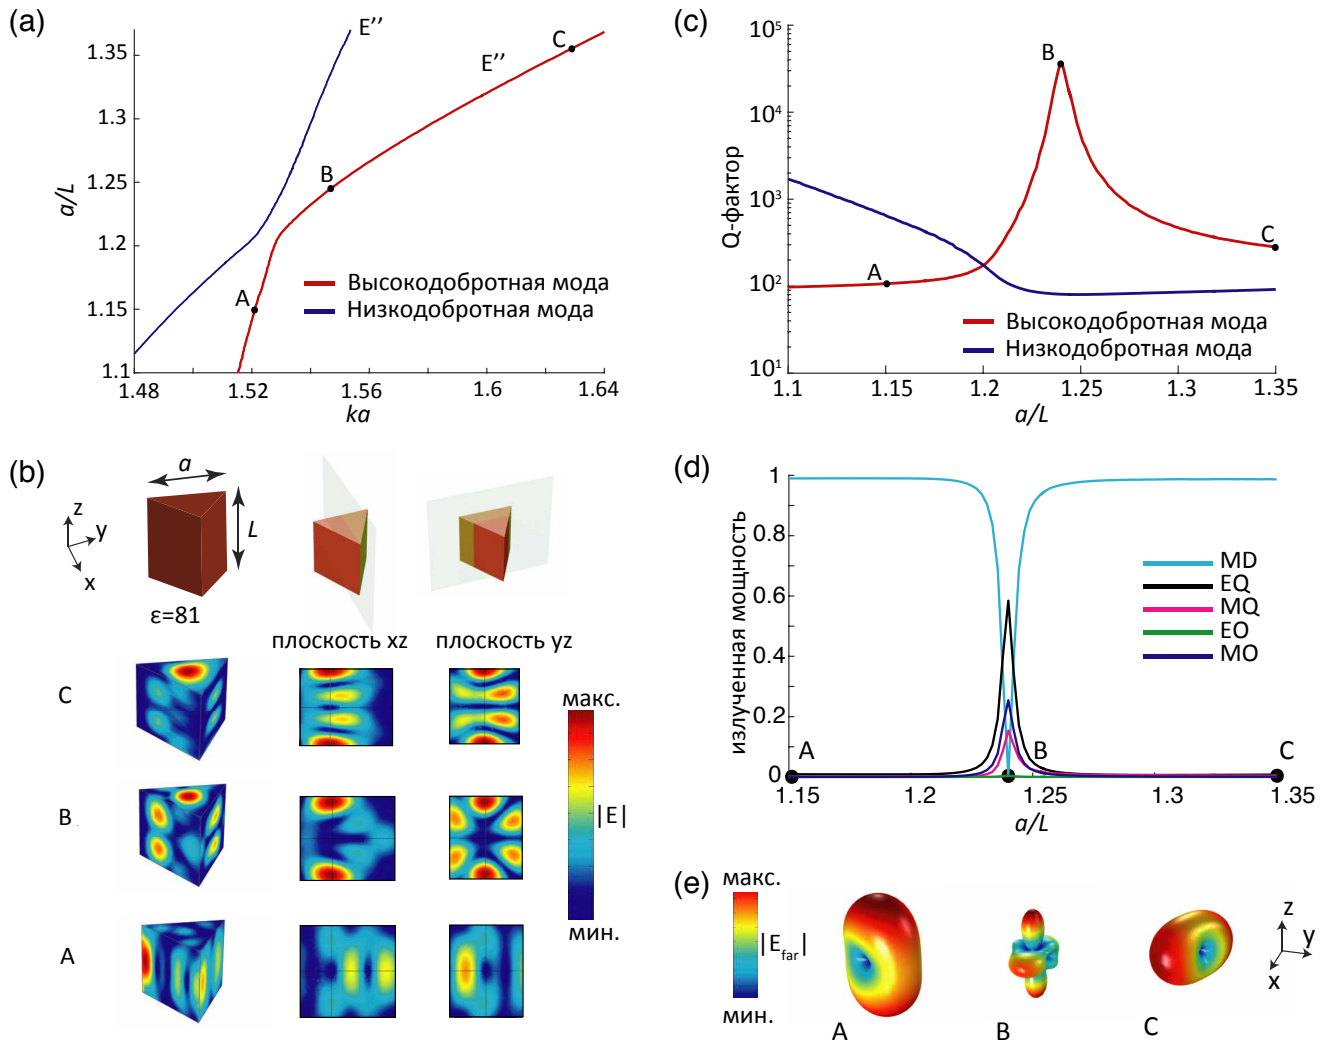 (a)
E’’
C
E’’
B
A
1.35
1.3
1.25
1.2
1.15
1.1
a/L
1.48
1.52
1.56
1.6
1.64
ka
Высокодобротная мода
Низкодобротная мода
(c)
10⁵
10⁴
10³
10²
10¹
Q-фактор
B
A
C
Высокодобротная мода
Низкодобротная мода
1.1
1.15
1.2
1.25
1.3
1.35
a/L
(b)
a
L
z
y
x
ε=81
плоскость xz
плоскость yz
C
B
A
макс.
|E|
мин.
(d)
1
0.8
0.6
0.4
0.2
0
излученная мощность
MD
EQ
MQ
EO
MO
A
B
C
1.15
1.2
1.25
1.3
1.35
a/L
(e)
макс.
|E_far|
мин.
A
B
C
z
y
x